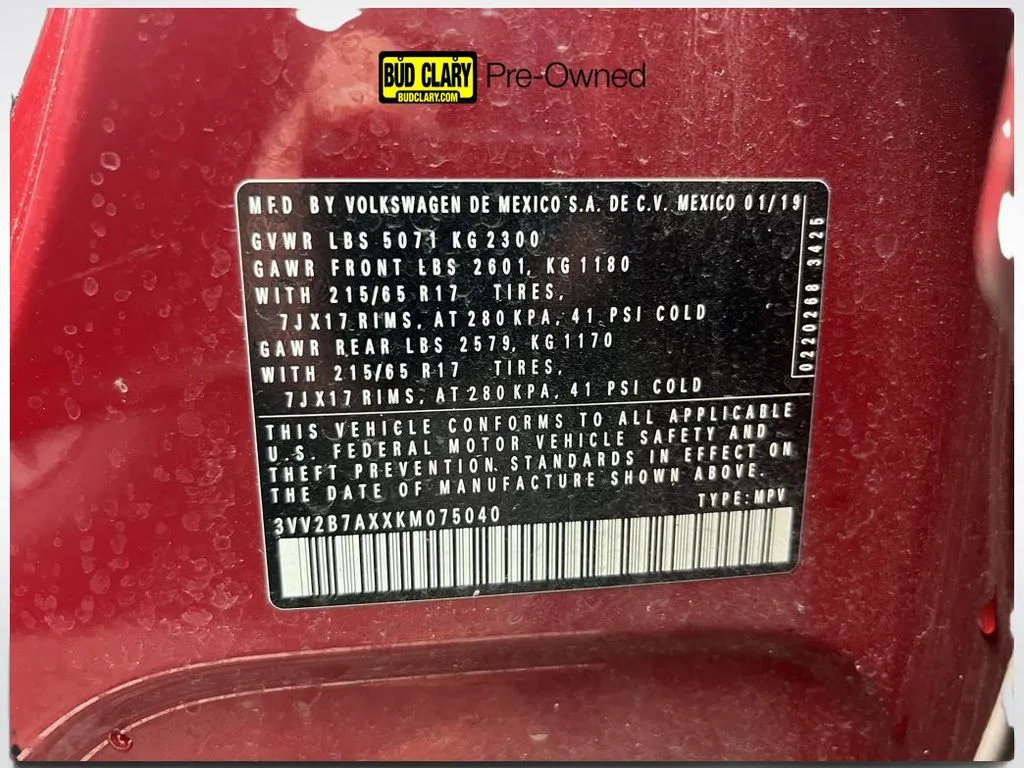 BUD CLARY Pre-Owned
BUDCLARY.COM
MFD BY VOLKSWAGEN DE MEXICO S.A. DE C.V. MEXICO 01/19
GVWR LBS 5071 KG 2300
GAWR FRONT LBS 2601, KG 1180
WITH 215/65 R17 TIRES,
7JX17 RIMS, AT 280 KPA, 41 PSI COLD
GAWR REAR LBS 2579, KG 1170
WITH 215/65 R17 TIRES,
7JX17 RIMS, AT 280 KPA, 41 PSI COLD
0220268 3425
THIS VEHICLE CONFORMS TO ALL APPLICABLE
U.S. FEDERAL MOTOR VEHICLE SAFETY AND
THEFT PREVENTION STANDARDS IN EFFECT ON
THE DATE OF MANUFACTURE SHOWN ABOVE.
TYPE: MPV
3VV2B7AXXKM075040